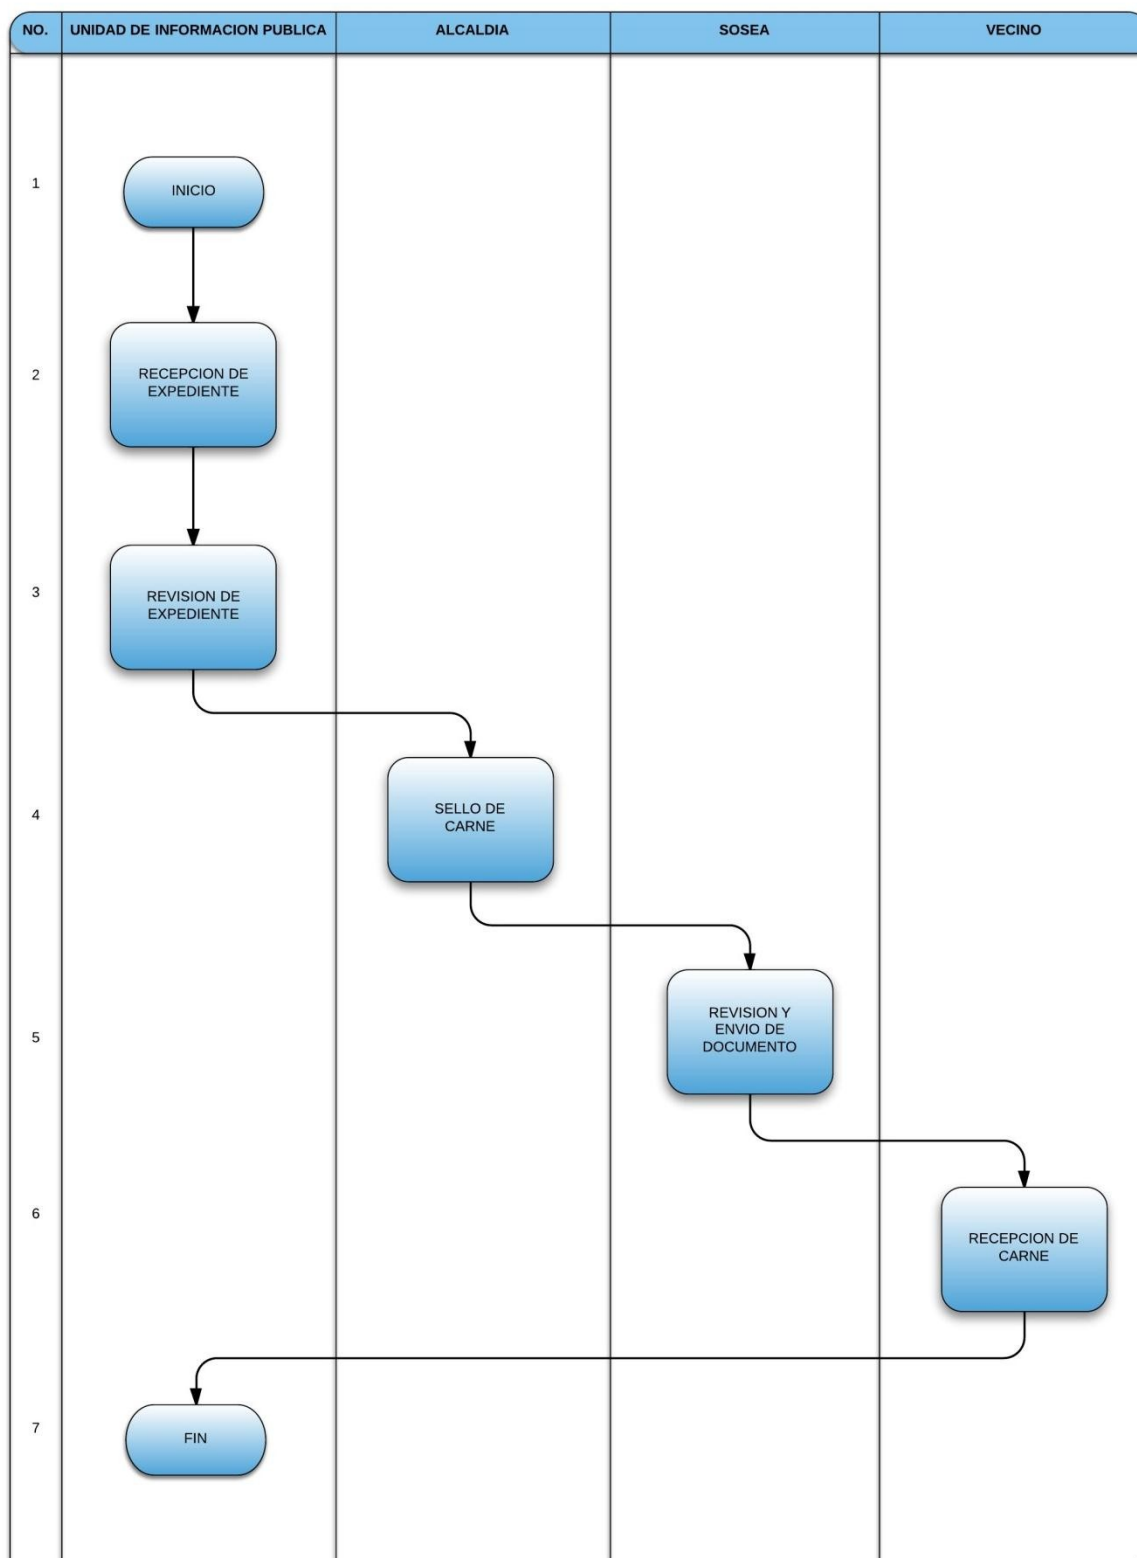 NO. UNIDAD DE INFORMACION PUBLICA ALCALDIA SOSEA VECINO
1
INICIO
2
RECEPCION DE
EXPEDIENTE
3
REVISION DE
EXPEDIENTE
4
SELLO DE
CARNE
5
REVISION Y
ENVIO DE
DOCUMENTO
6
RECEPCION DE
CARNE
7
FIN